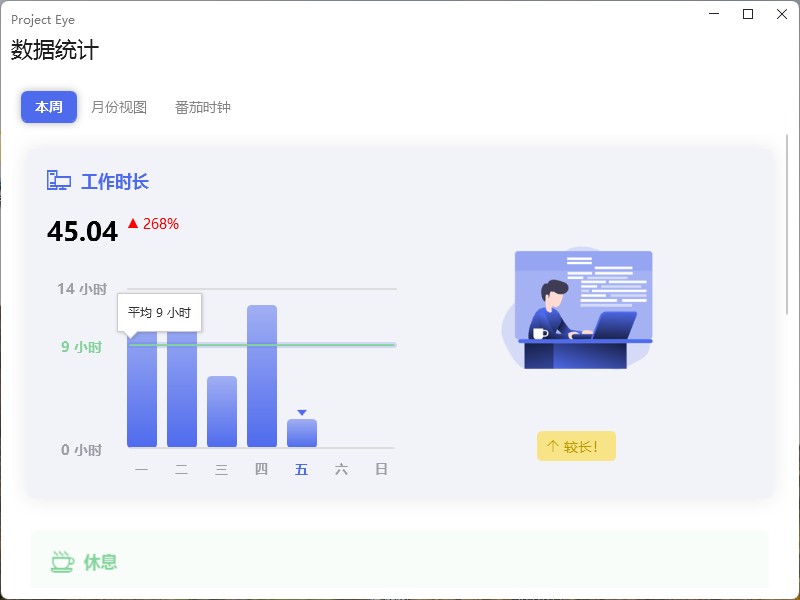 Project Eye
数据统计
本周 月份视图 番茄时钟
工作时长
45.04 ▲ 268%
14 小时
平均 9 小时
9 小时
0 小时
一 二 三 四 五 六 日
↑ 较长!
休息